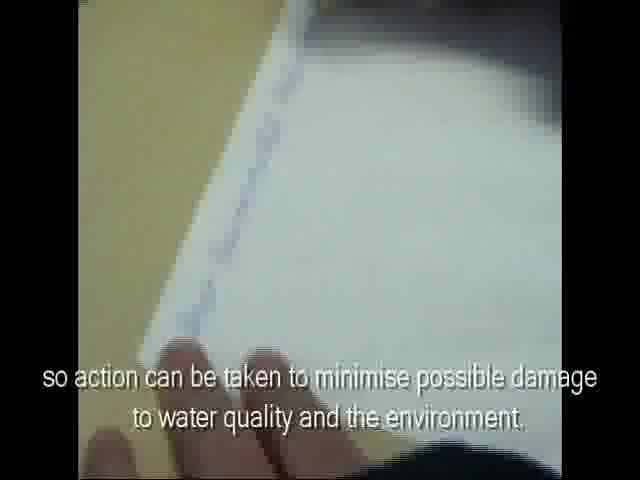 so action can be taken to minimise possible damage
to water quality and the environment.